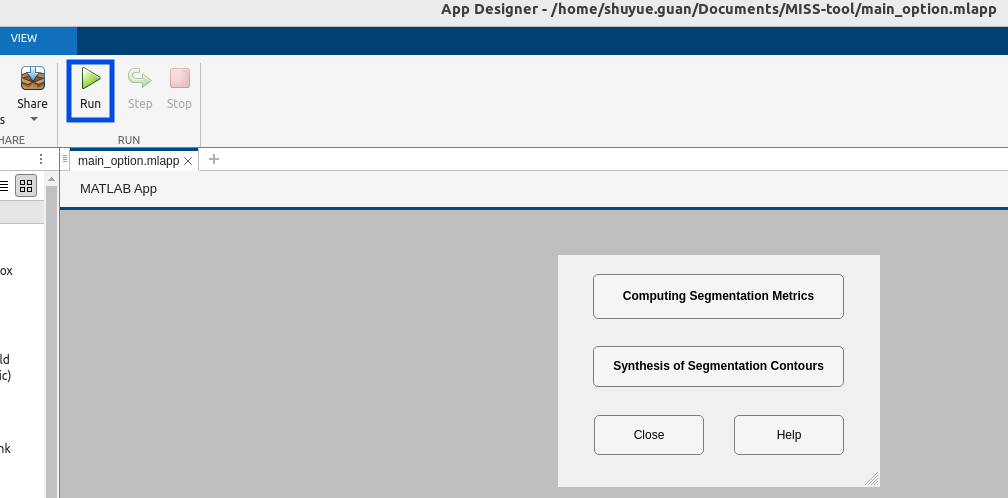 App Designer - /home/shuyue.guan/Documents/MISS-tool/main_option.mlapp
VIEW
s
Share
Run
Step
Stop
HARE
RUN
main_option.mlapp
MATLAB App
ox
ld
ic)
nk
Computing Segmentation Metrics
Synthesis of Segmentation Contours
Close
Help